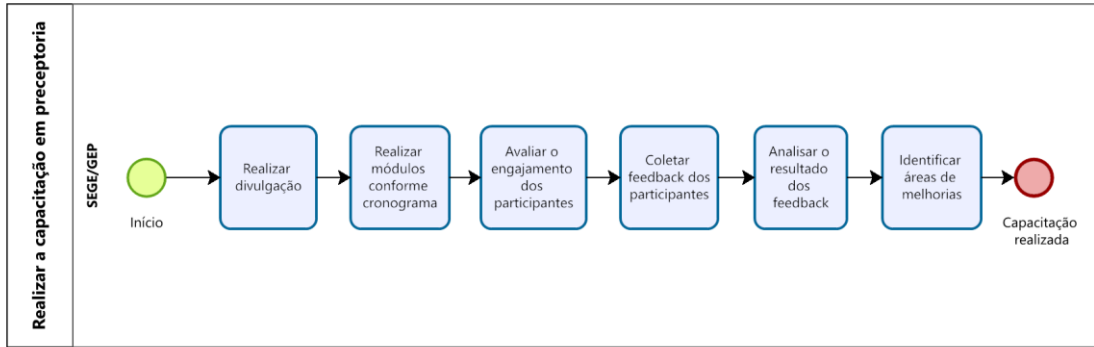 Realizar a capacitação em preceptoria
SEGE/GEP
Início
Realizar
divulgação
Realizar
módulos
conforme
cronograma
Avaliar o
engajamento
dos
participantes
Coletar
feedback dos
participantes
Analisar o
resultado
dos
feedback
Identificar
áreas de
melhorias
Capacitação
realizada